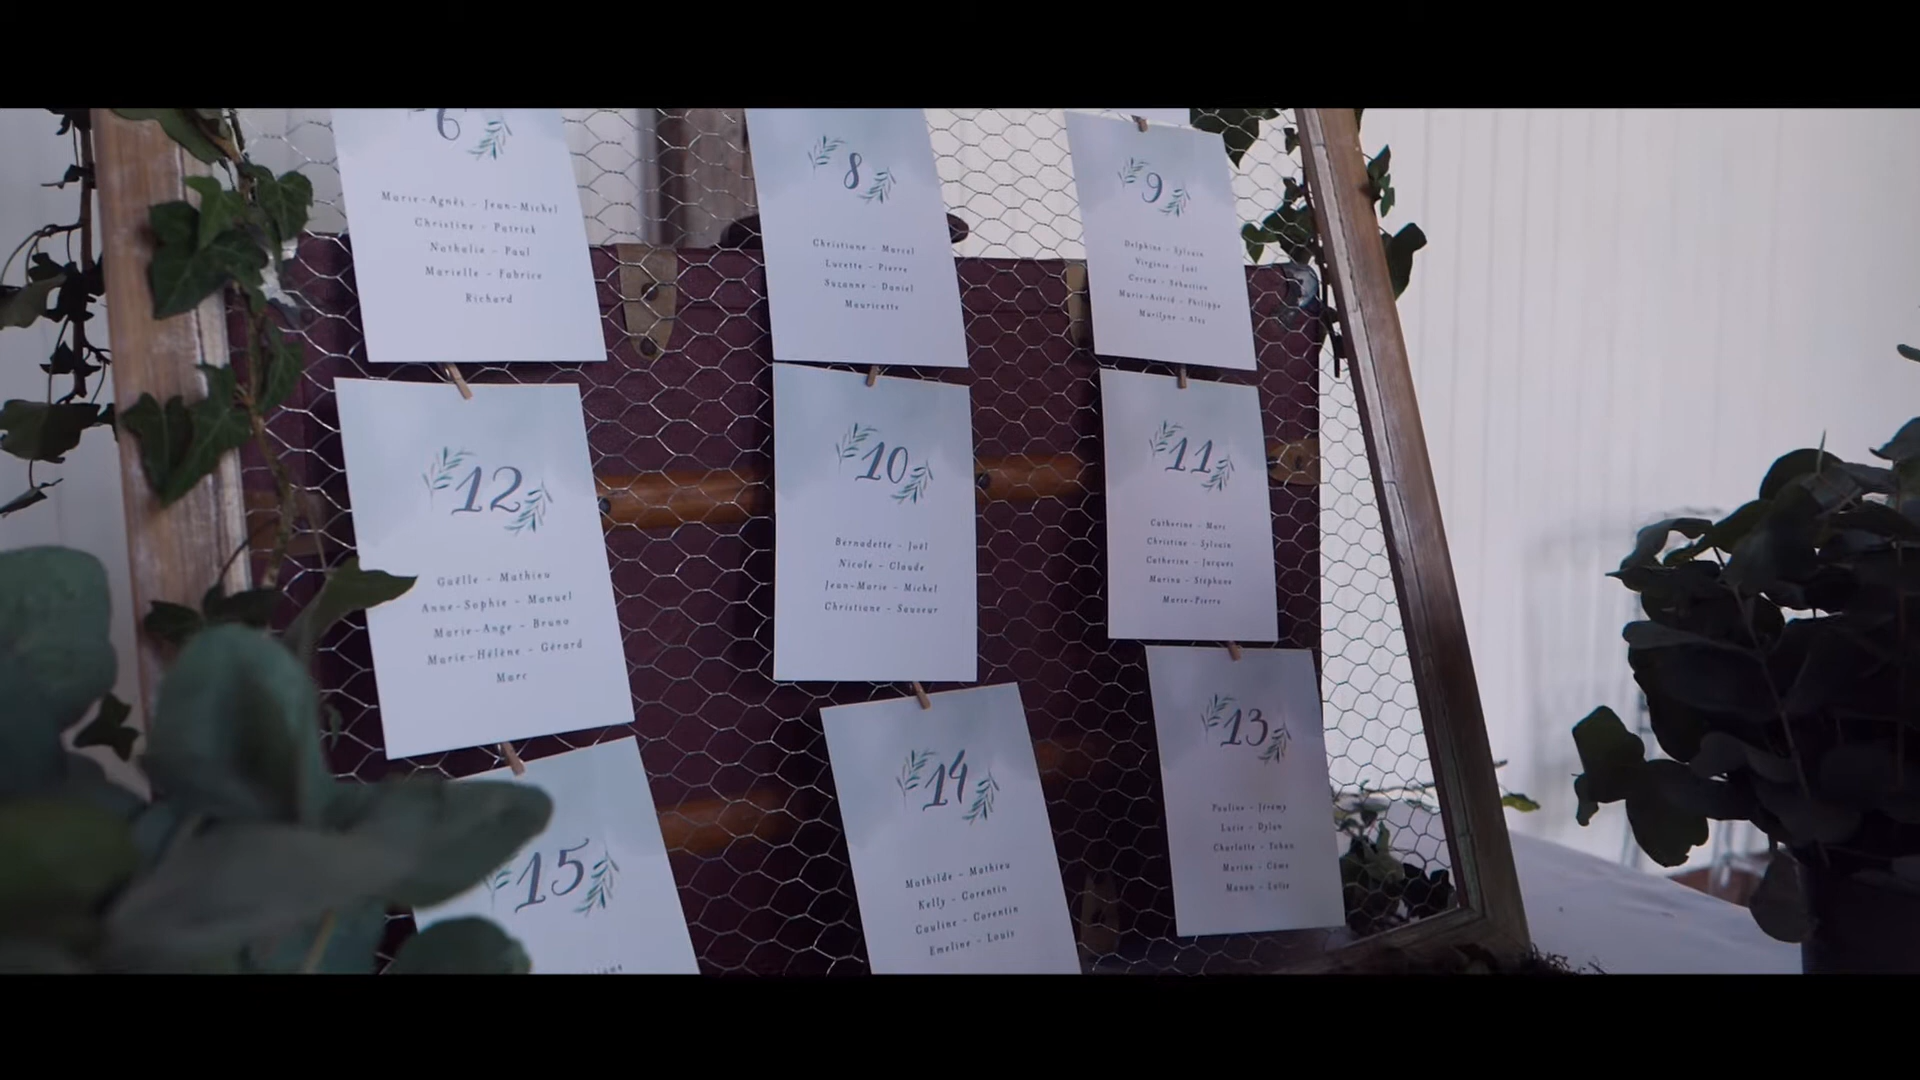 6
Marie-Agnès - Jean-Michel
Christine - Patrick
Nathalie - Paul
Marielle - Fabrice
Richard
8
Christiane - Marcel
Lucette - Pierre
Suzanne - Daniel
Mauricette
9
Delphine - Sylvain
Virginie - Joël
Corine - Sébastien
Marie-Astrid - Philippe
Marilyne - Alex
12
Gaëlle - Mathieu
Anne-Sophie - Manuel
Marie-Ange - Bruno
Marie-Hélène - Gérard
Marc
10
Bernadette - Joël
Nicole - Claude
Jean-Marie - Michel
Christiane - Sauveur
11
Catherine - Marc
Christine - Sylvain
Catherine - Jacques
Marina - Stéphane
Marie-Pierre
15
14
Mathilde - Mathieu
Kelly - Corentin
Pauline - Corentin
Emeline - Louis
13
Pauline - Jérémy
Lucie - Dylan
Charlotte - Yohan
Marine - Côme
Manon - Loïse